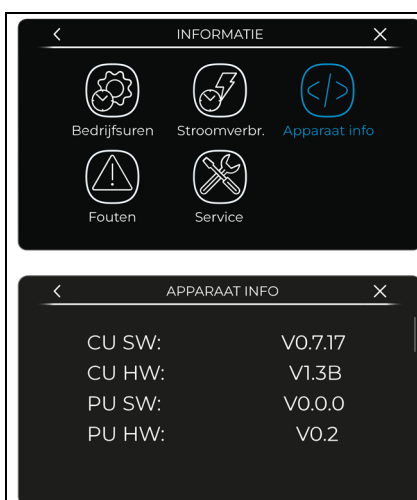 INFORMATIE
Bedrijfsuren Stroomverbr. Apparaat info
Fouten Service
APPARAAT INFO
CU SW: V0.7.17
CU HW: V1.3B
PU SW: V0.0.0
PU HW: V0.2